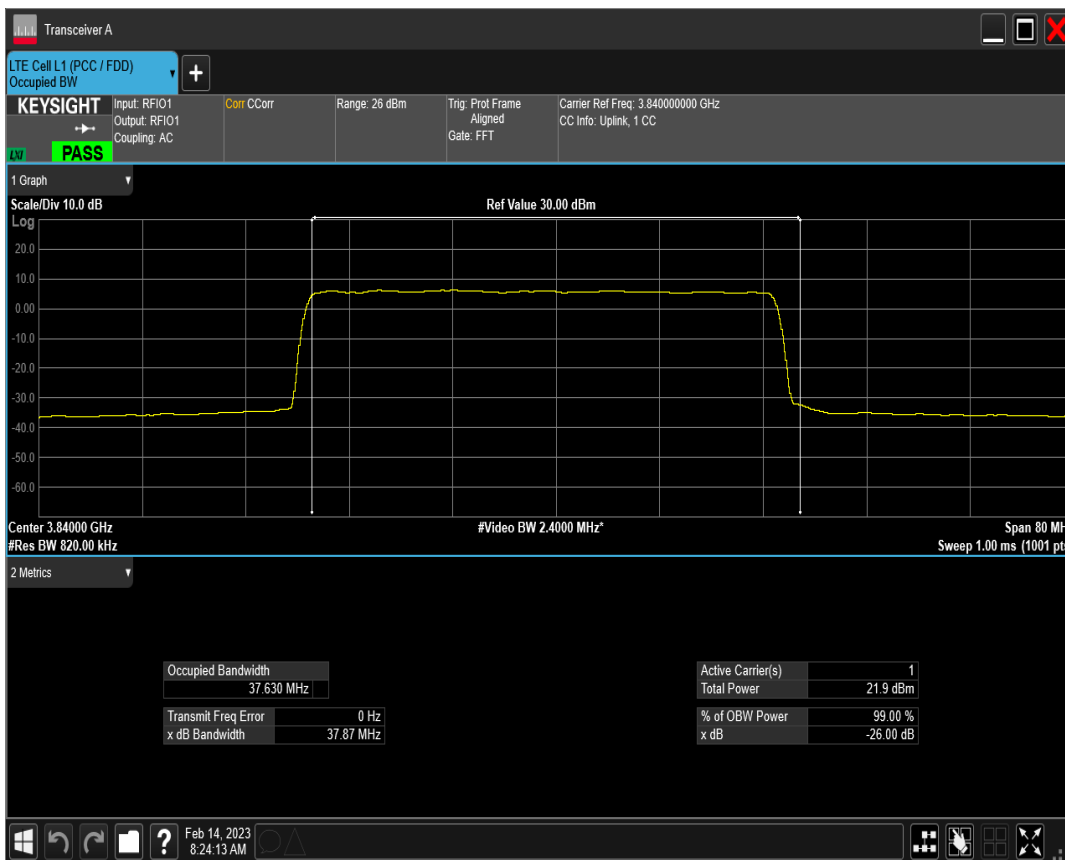 Transceiver A
LTE Cell L1 (PCC / FDD)
Occupied BW
+
KEYSIGHT
LXI
PASS
Input: RFIO1
Output: RFIO1
Coupling: AC
Corr CCorr
Range: 26 dBm
Trig: Prot Frame
Aligned
Gate: FFT
Carrier Ref Freq: 3.840000000 GHz
CC Info: Uplink, 1 CC
1 Graph
Scale/Div 10.0 dB
Ref Value 30.00 dBm
Log
20.0
10.0
0.00
-10.0
-20.0
-30.0
-40.0
-50.0
-60.0
Center 3.84000 GHz
#Video BW 2.4000 MHz*
Span 80 MH
#Res BW 820.00 kHz
Sweep 1.00 ms (1001 pts
2 Metrics
Occupied Bandwidth
37.630 MHz
Transmit Freq Error 0 Hz
x dB Bandwidth 37.87 MHz
Active Carrier(s) 1
Total Power 21.9 dBm
% of OBW Power 99.00 %
x dB -26.00 dB
?
Feb 14, 2023
8:24:13 AM